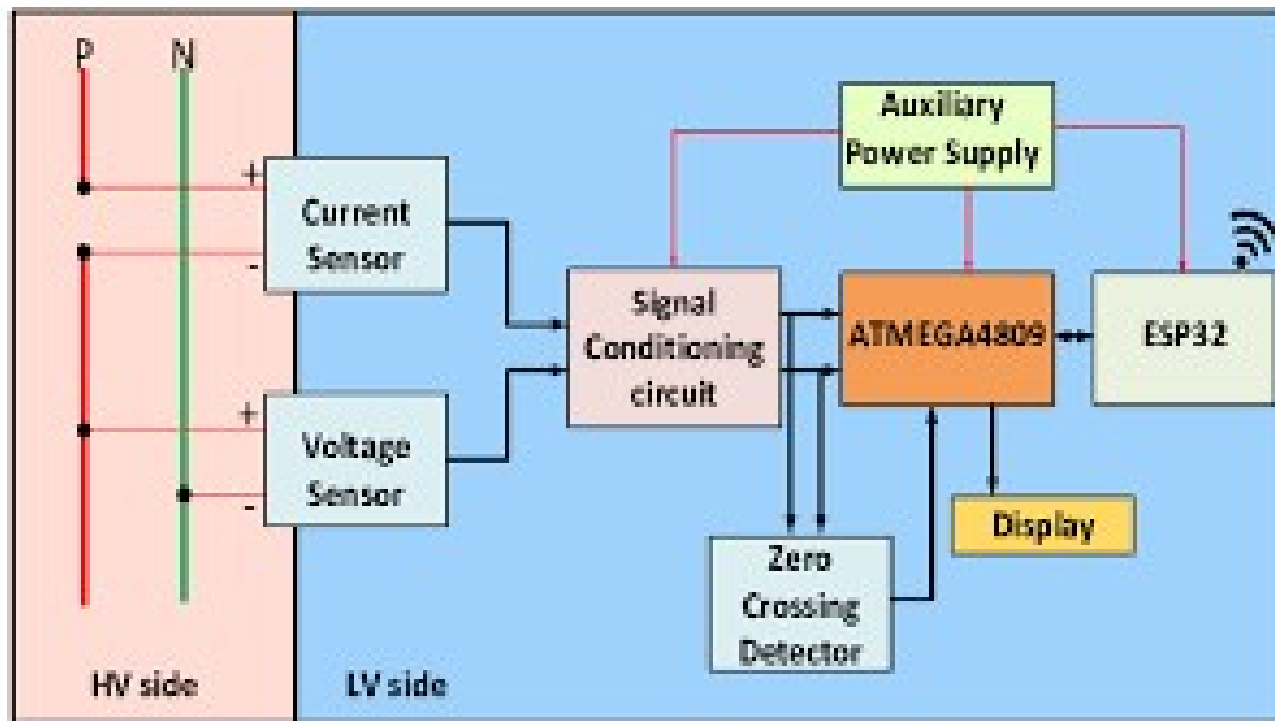 P
N
+
Current
Sensor
-
+
Voltage
Sensor
-
HV side
LV side
Auxiliary
Power Supply
Signal
Conditioning
circuit
ATMEGA4809
ESP32
Display
Zero
Crossing
Detector